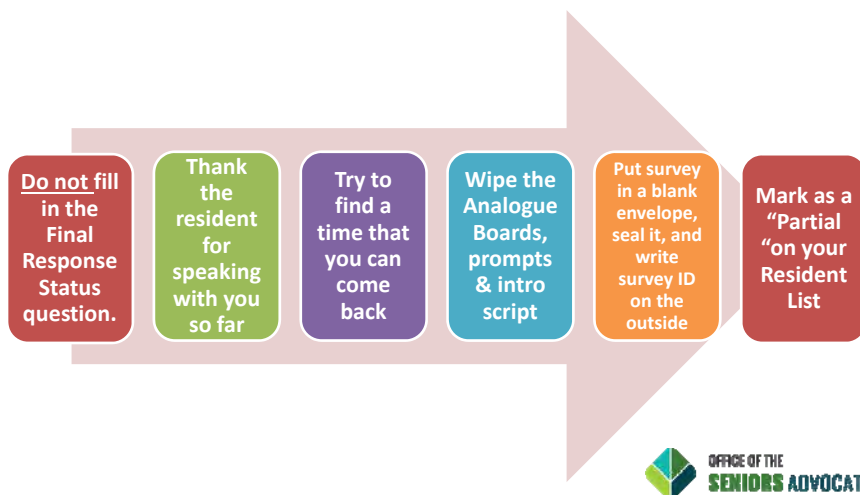 Do not fill
in the
Final
Response
Status
question.
Thank
the
resident
for
speaking
with you
so far
Try to
find a
time that
you can
come
back
Wipe the
Analogue
Boards,
prompts
& intro
script
Put survey
in a blank
envelope,
seal it, and
write
survey ID
on the
outside
Mark as a
“Partial
“on your
Resident
List
OFFICE OF THE
SENIORS ADVOCAT